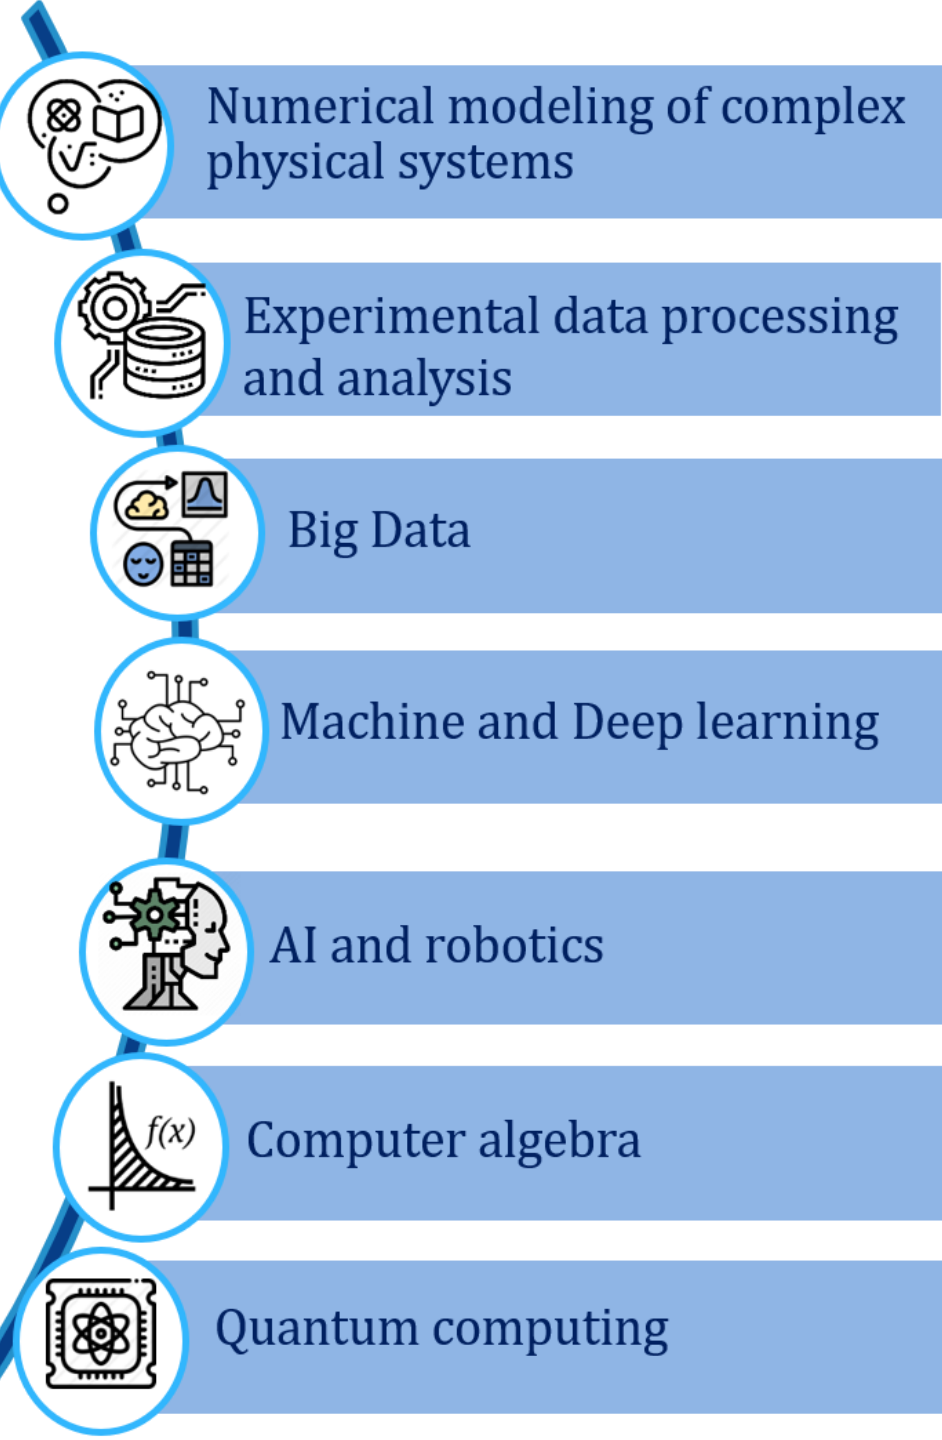 Numerical modeling of complex
physical systems
Experimental data processing
and analysis
Big Data
Machine and Deep learning
AI and robotics
f(x)
Computer algebra
Quantum computing